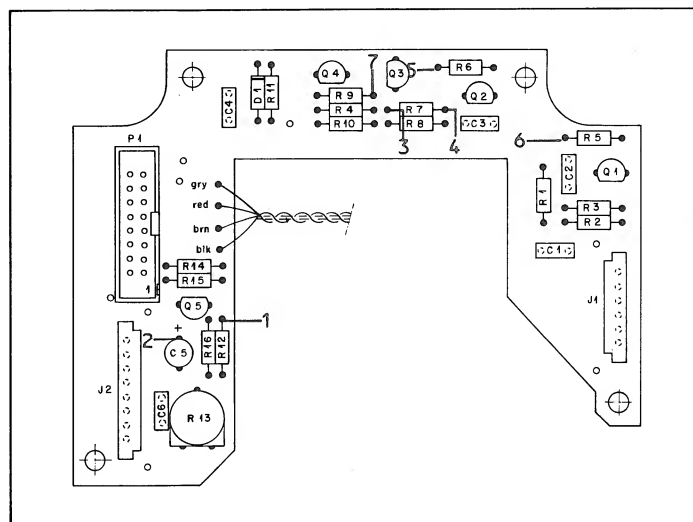 7
Q4
Q3
5
R6
C4
D1
R11
R9
Q2
R4
R7
R10
R8
C3
3
4
6
R5
P1
C2
Q1
gry
R1
red
R3
brn
R2
blk
C1
R14
R15
1
Q5
1
J1
+
2
C5
R16
R12
J2
C6
R13